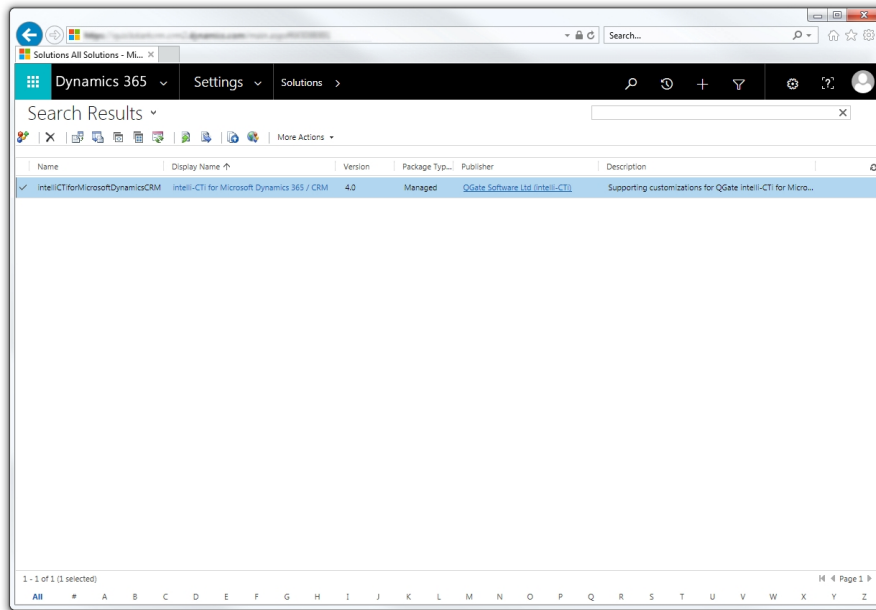 Search...
Solutions All Solutions - Mi...
Dynamics 365 Settings Solutions
Search Results
More Actions
Name Display Name Version Package Typ... Publisher Description
intelliCTiforMicrosoftDynamicsCRM intelli-CTi for Microsoft Dynamics 365 / CRM 4.0 Managed QGate Software Ltd (intelli-CTi) Supporting customizations for QGate intelli-CTi for Micro...
1 - 1 of 1 (1 selected) Page 1
All # A B C D E F G H I J K L M N O P Q R S T U V W X Y Z